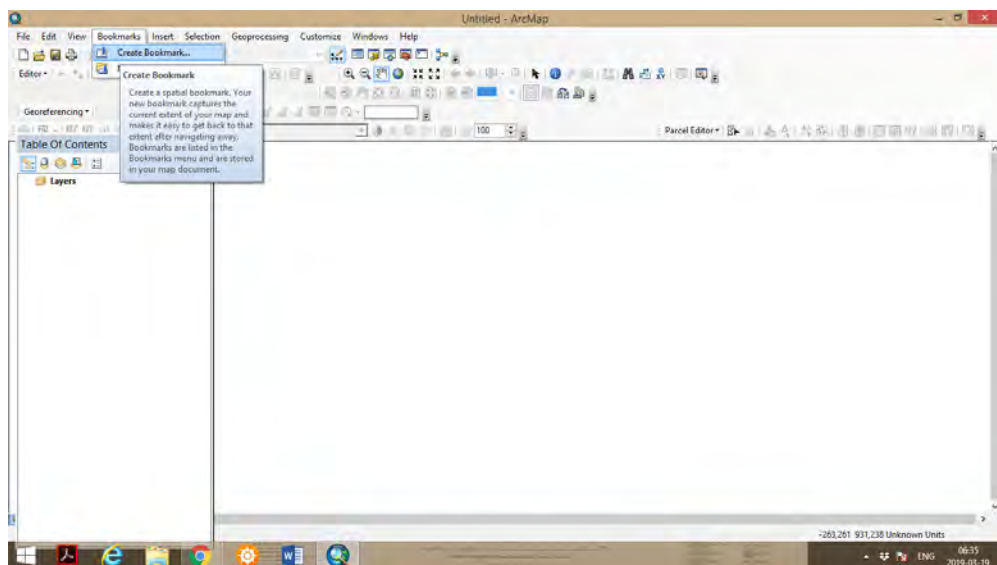 Untitled - ArcMap
File Edit View Bookmarks Insert Selection Geoprocessing Customize Windows Help
Create Bookmark...
Editor
Create Bookmark
Create a spatial bookmark. Your
new bookmark captures the
current extent of your map and
makes it easy to get back to that
extent after navigating away.
Bookmarks are listed in the
Bookmarks menu and are stored
in your map document.
Georeferencing
100
Parcel Editor
Table Of Contents
Layers
-263,261 931,238 Unknown Units
ENG
06:35
2019-03-19